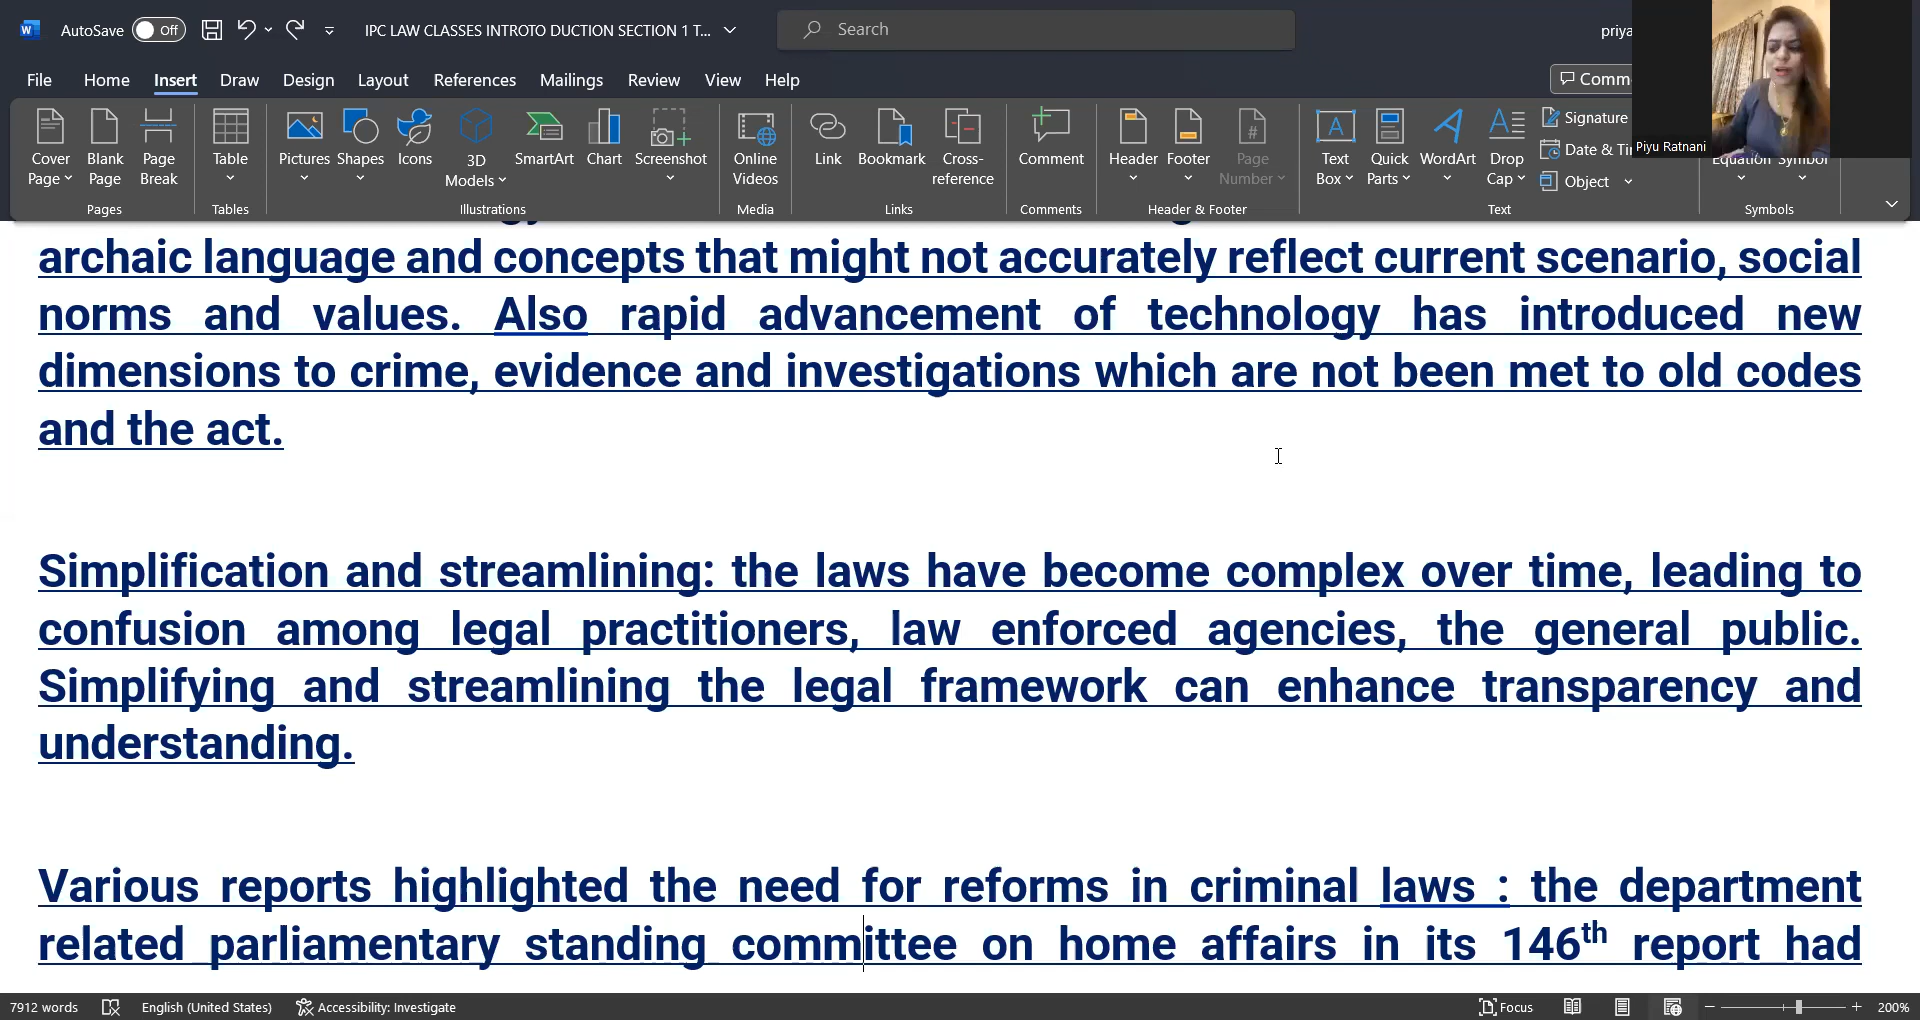 AutoSave Off IPC LAW CLASSES INTROTO DUCTION SECTION 1 T... Search priya
File Home Insert Draw Design Layout References Mailings Review View Help Comm
Cover Page Blank Page Page Break Table Pictures Shapes Icons 3D Models SmartArt Chart Screenshot Online Videos Link Bookmark Cross-reference Comment Header Footer Page Number Text Box Quick Parts WordArt Drop Cap Signature Date & Ti Object Equation Symbol
Piyu Ratnani
Pages Tables Illustrations Media Links Comments Header & Footer Text Symbols
archaic language and concepts that might not accurately reflect current scenario, social
norms and values. Also rapid advancement of technology has introduced new
dimensions to crime, evidence and investigations which are not been met to old codes
and the act.
Simplification and streamlining: the laws have become complex over time, leading to
confusion among legal practitioners, law enforced agencies, the general public.
Simplifying and streamlining the legal framework can enhance transparency and
understanding.
Various reports highlighted the need for reforms in criminal laws : the department
related parliamentary standing committee on home affairs in its 146th report had
7912 words English (United States) Accessibility: Investigate Focus 200%